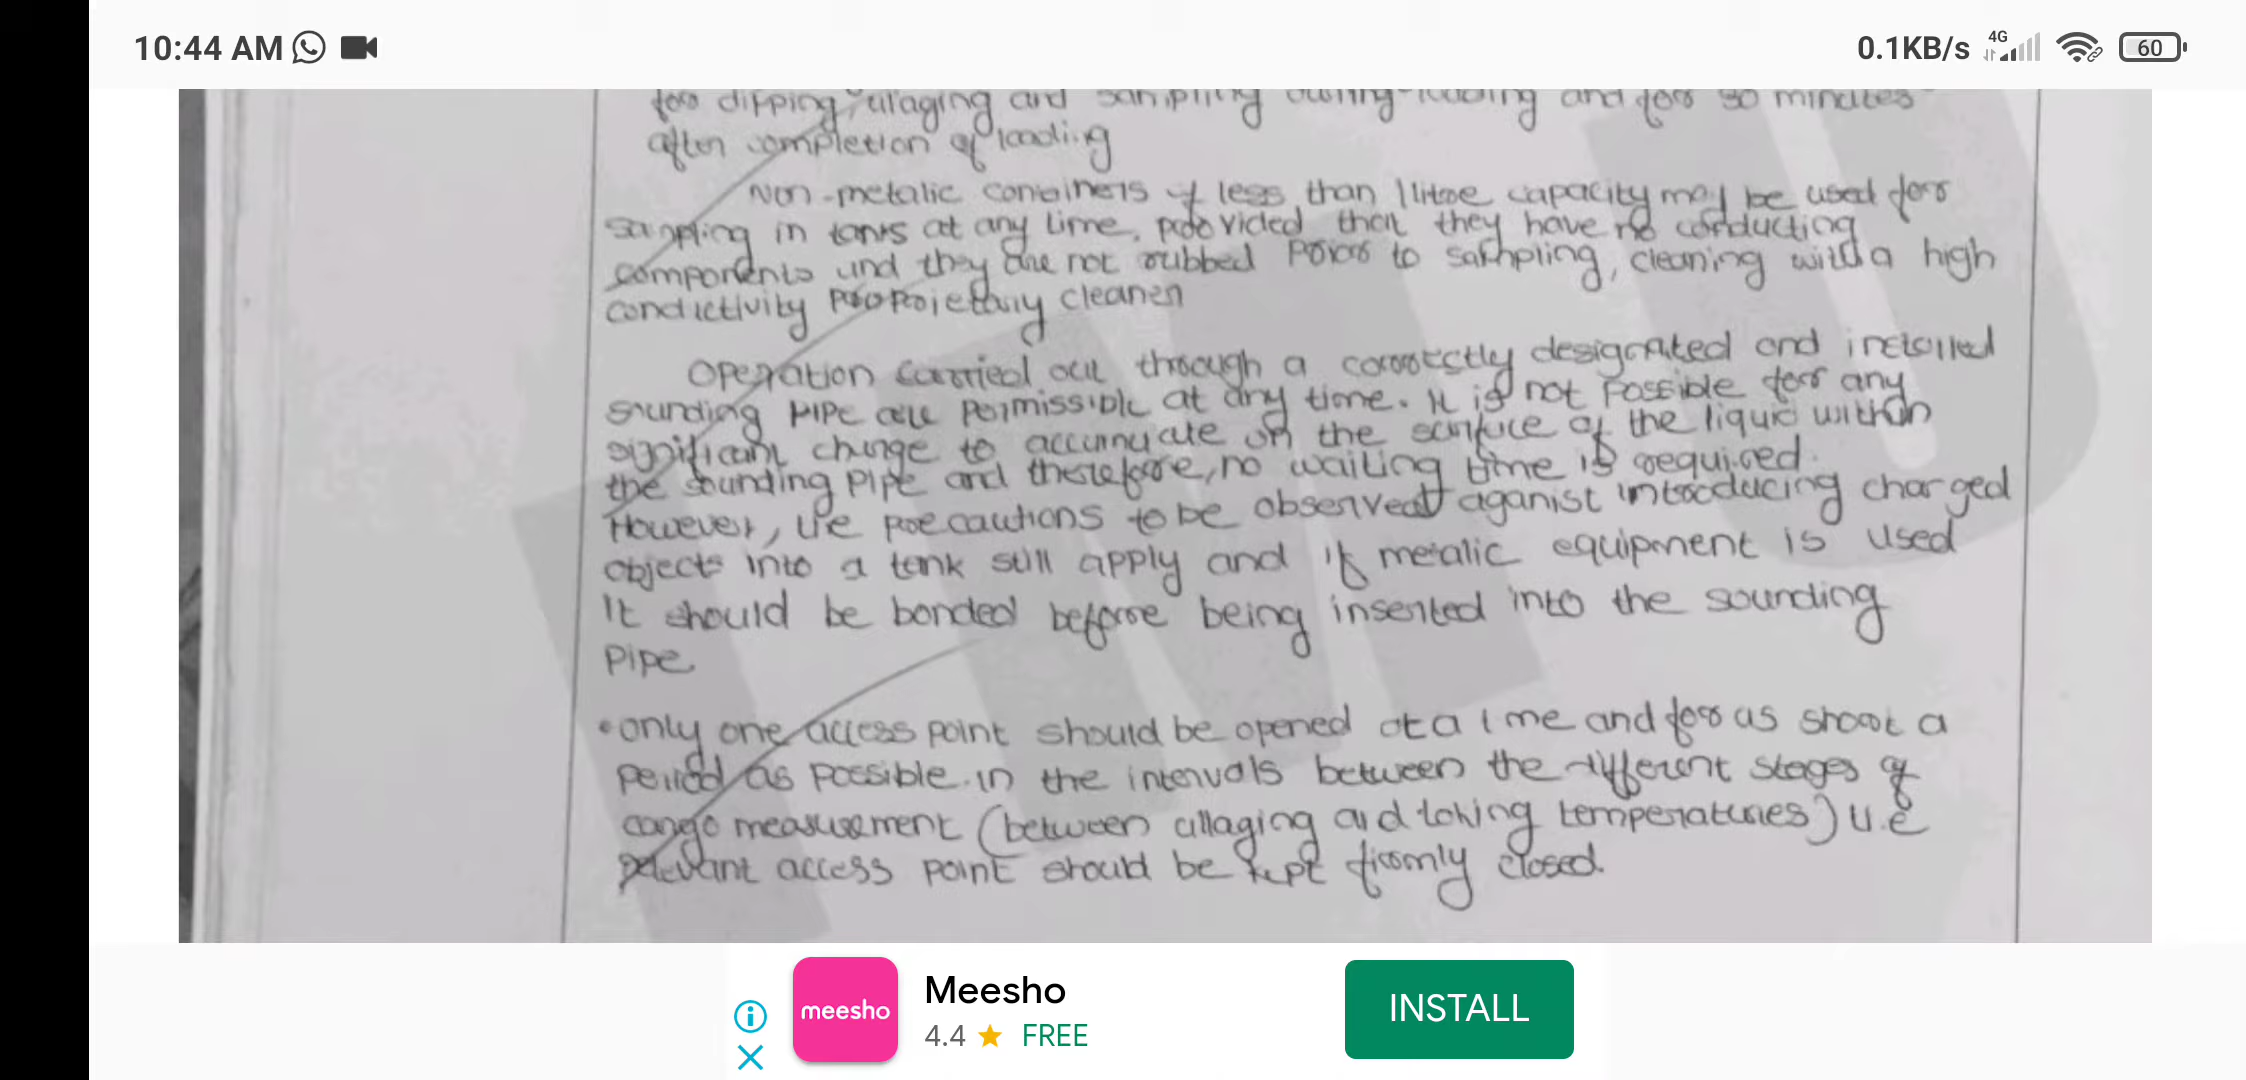 10:44 AM
0.1KB/s 4G 60
for dipping, ullaging and sampling during loading and for 30 minutes
after completion of loading
Non-metalic containers of less than 1 litre capacity may be used for
sampling in tanks at any time, provided that they have no conducting
components and they are not rubbed prior to sampling, cleaning with a high
conductivity proprietary cleaner
Operation carried out through a correctly designated and installed
sounding pipe are permissible at any time. It is not possible for any
significant charge to accumulate on the surface of the liquid within
the sounding pipe and therefore, no waiting time is required.
However, the precautions to be observed aganist introducing charged
objects into a tank still apply and if metalic equipment is used
it should be bonded before being inserted into the sounding
pipe
• only one access point should be opened at a time and for as short a
period as possible. in the intervals between the different stages of
cargo measurement (between ullaging and taking temperatures) the
relevant access point should be kept firmly closed.
meesho
Meesho
4.4 ★ FREE
INSTALL